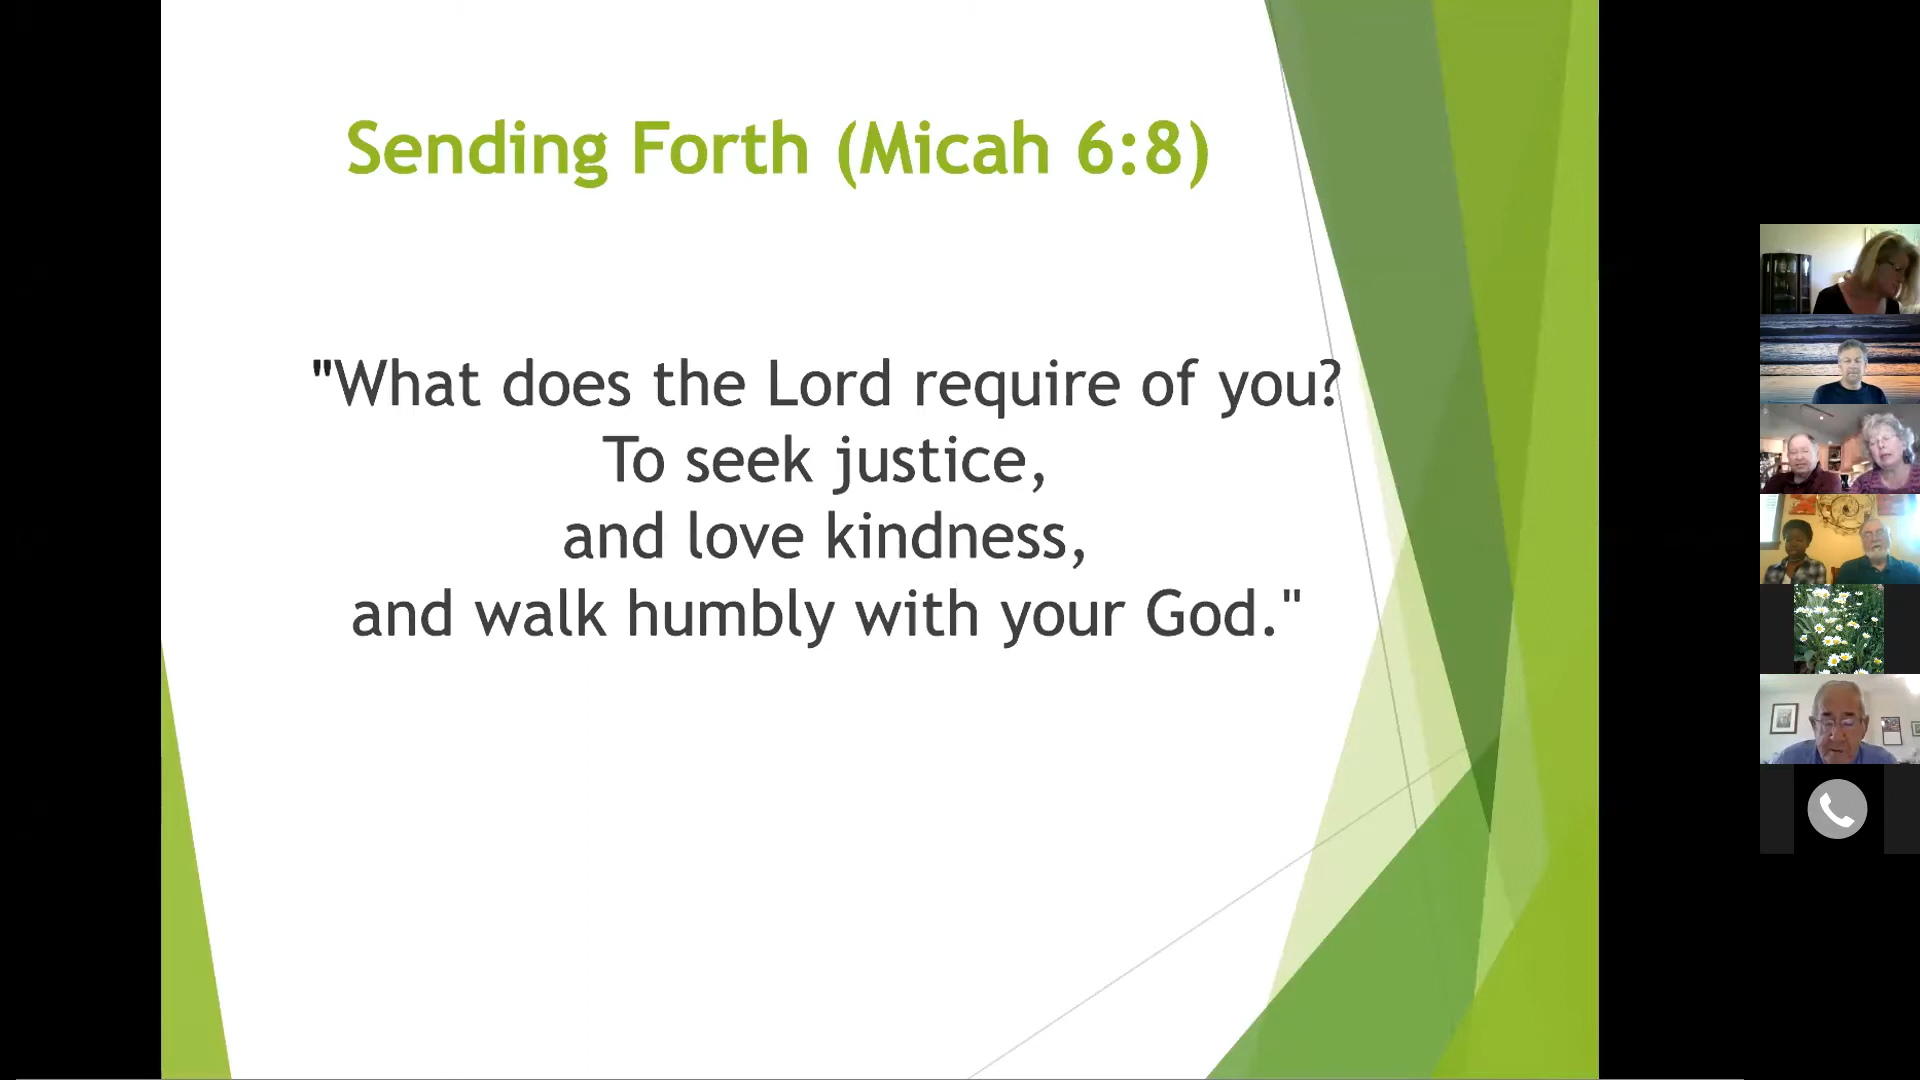 Sending Forth (Micah 6:8)
"What does the Lord require of you?
To seek justice,
and love kindness,
and walk humbly with your God."